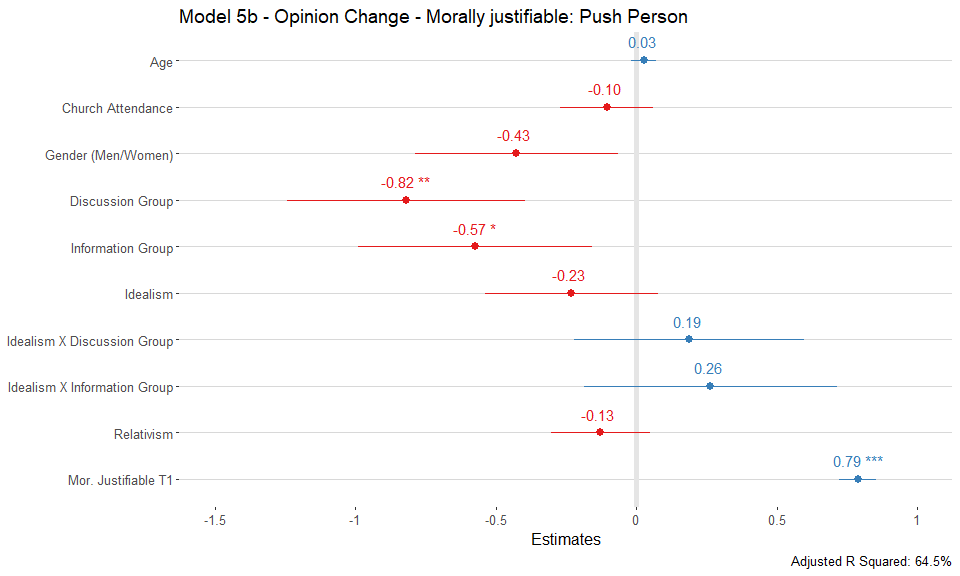 Model 5b - Opinion Change - Morally justifiable: Push Person
Age
0.03
Church Attendance
-0.10
Gender (Men/Women)
-0.43
Discussion Group
-0.82 **
Information Group
-0.57 *
Idealism
-0.23
Idealism X Discussion Group
0.19
Idealism X Information Group
0.26
Relativism
-0.13
Mor. Justifiable T1
0.79 ***
-1.5 -1 -0.5 0 0.5 1
Estimates
Adjusted R Squared: 64.5%